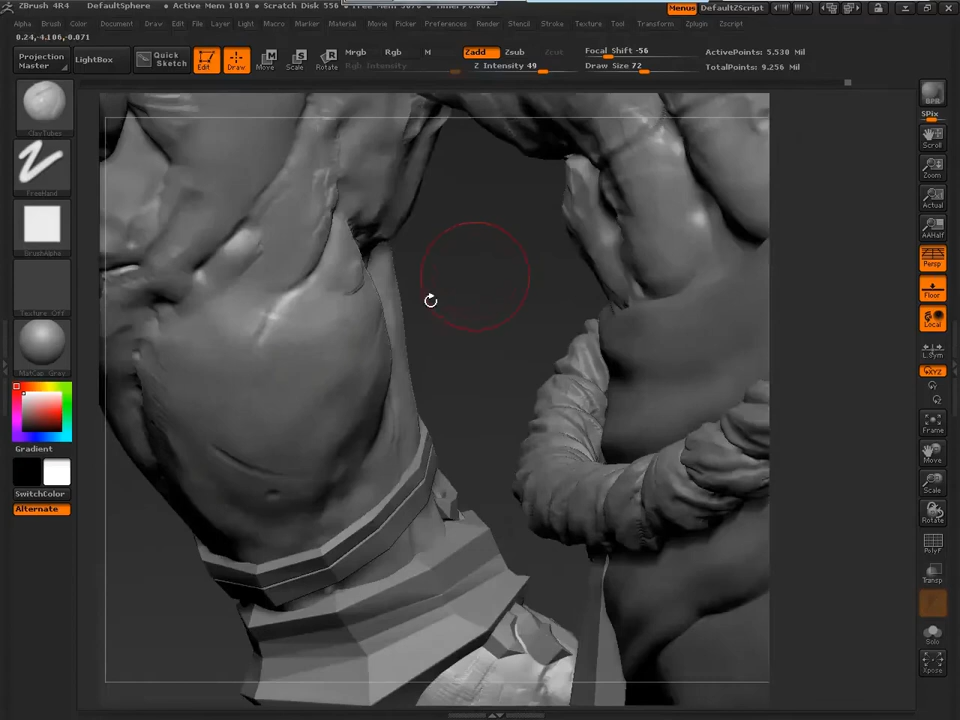 ZBrush 4R4 DefaultSphere • Active Mem 1019 • Scratch Disk 556 Menus DefaultZScript
Alpha Brush Color Document Draw Edit File Layer Light Macro Marker Material Movie Picker Preferences Render Stencil Stroke Texture Tool Transform Zplugin Zscript
0.24,-4.106,-0.071
Projection Master LightBox Quick Sketch Edit Draw Move Scale Rotate
Mrgb Rgb M Zadd Zsub Zcut Focal Shift -56 ActivePoints: 5.530 Mil
Rgb Intensity Z Intensity 49 Draw Size 72 TotalPoints: 9.256 Mil
ClayTubes
FreeHand
BrushAlpha
Texture Off
MatCap Gray
Gradient
SwitchColor
Alternate
BPR
SPix
Scroll
Zoom
Actual
AAHalf
Persp
Floor
Local
L.Sym
XYZ
Frame
Move
Scale
Rotate
PolyF
Transp
Solo
Xpose